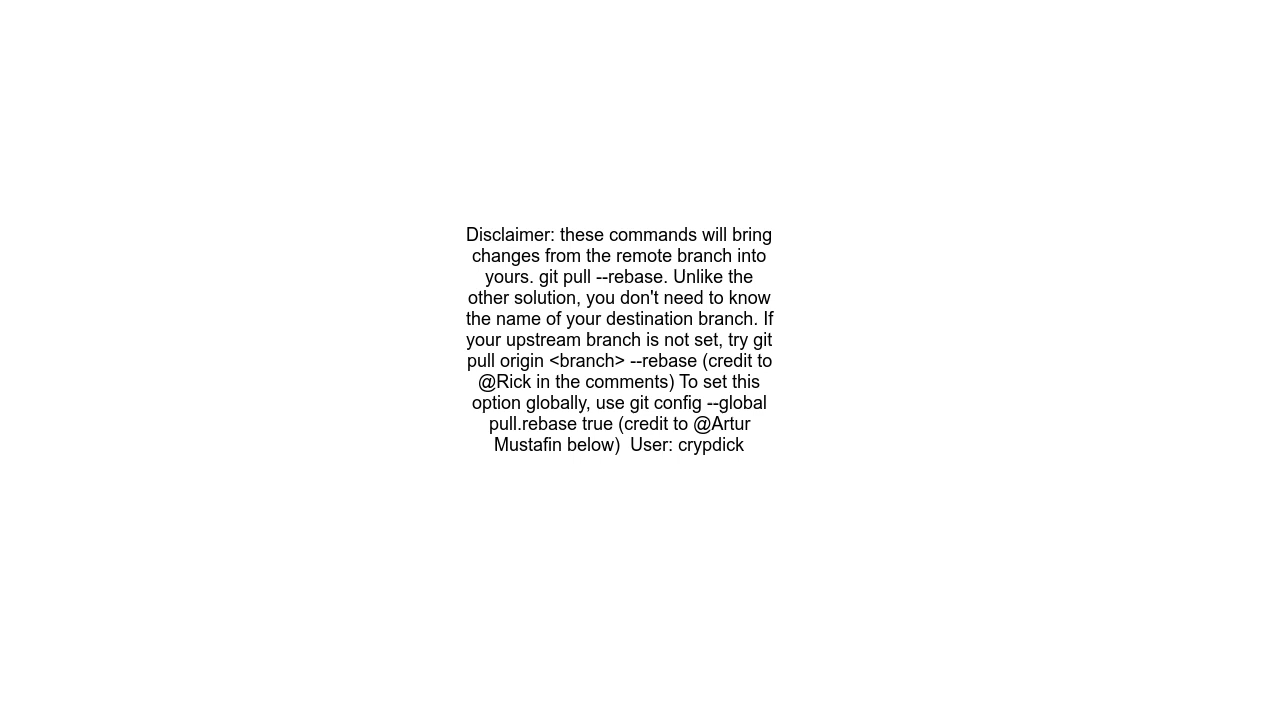 Disclaimer: these commands will bring
changes from the remote branch into
yours. git pull --rebase. Unlike the
other solution, you don't need to know
the name of your destination branch. If
your upstream branch is not set, try git
pull origin <branch> --rebase (credit to
@Rick in the comments) To set this
option globally, use git config --global
pull.rebase true (credit to @Artur
Mustafin below)  User: crypdick